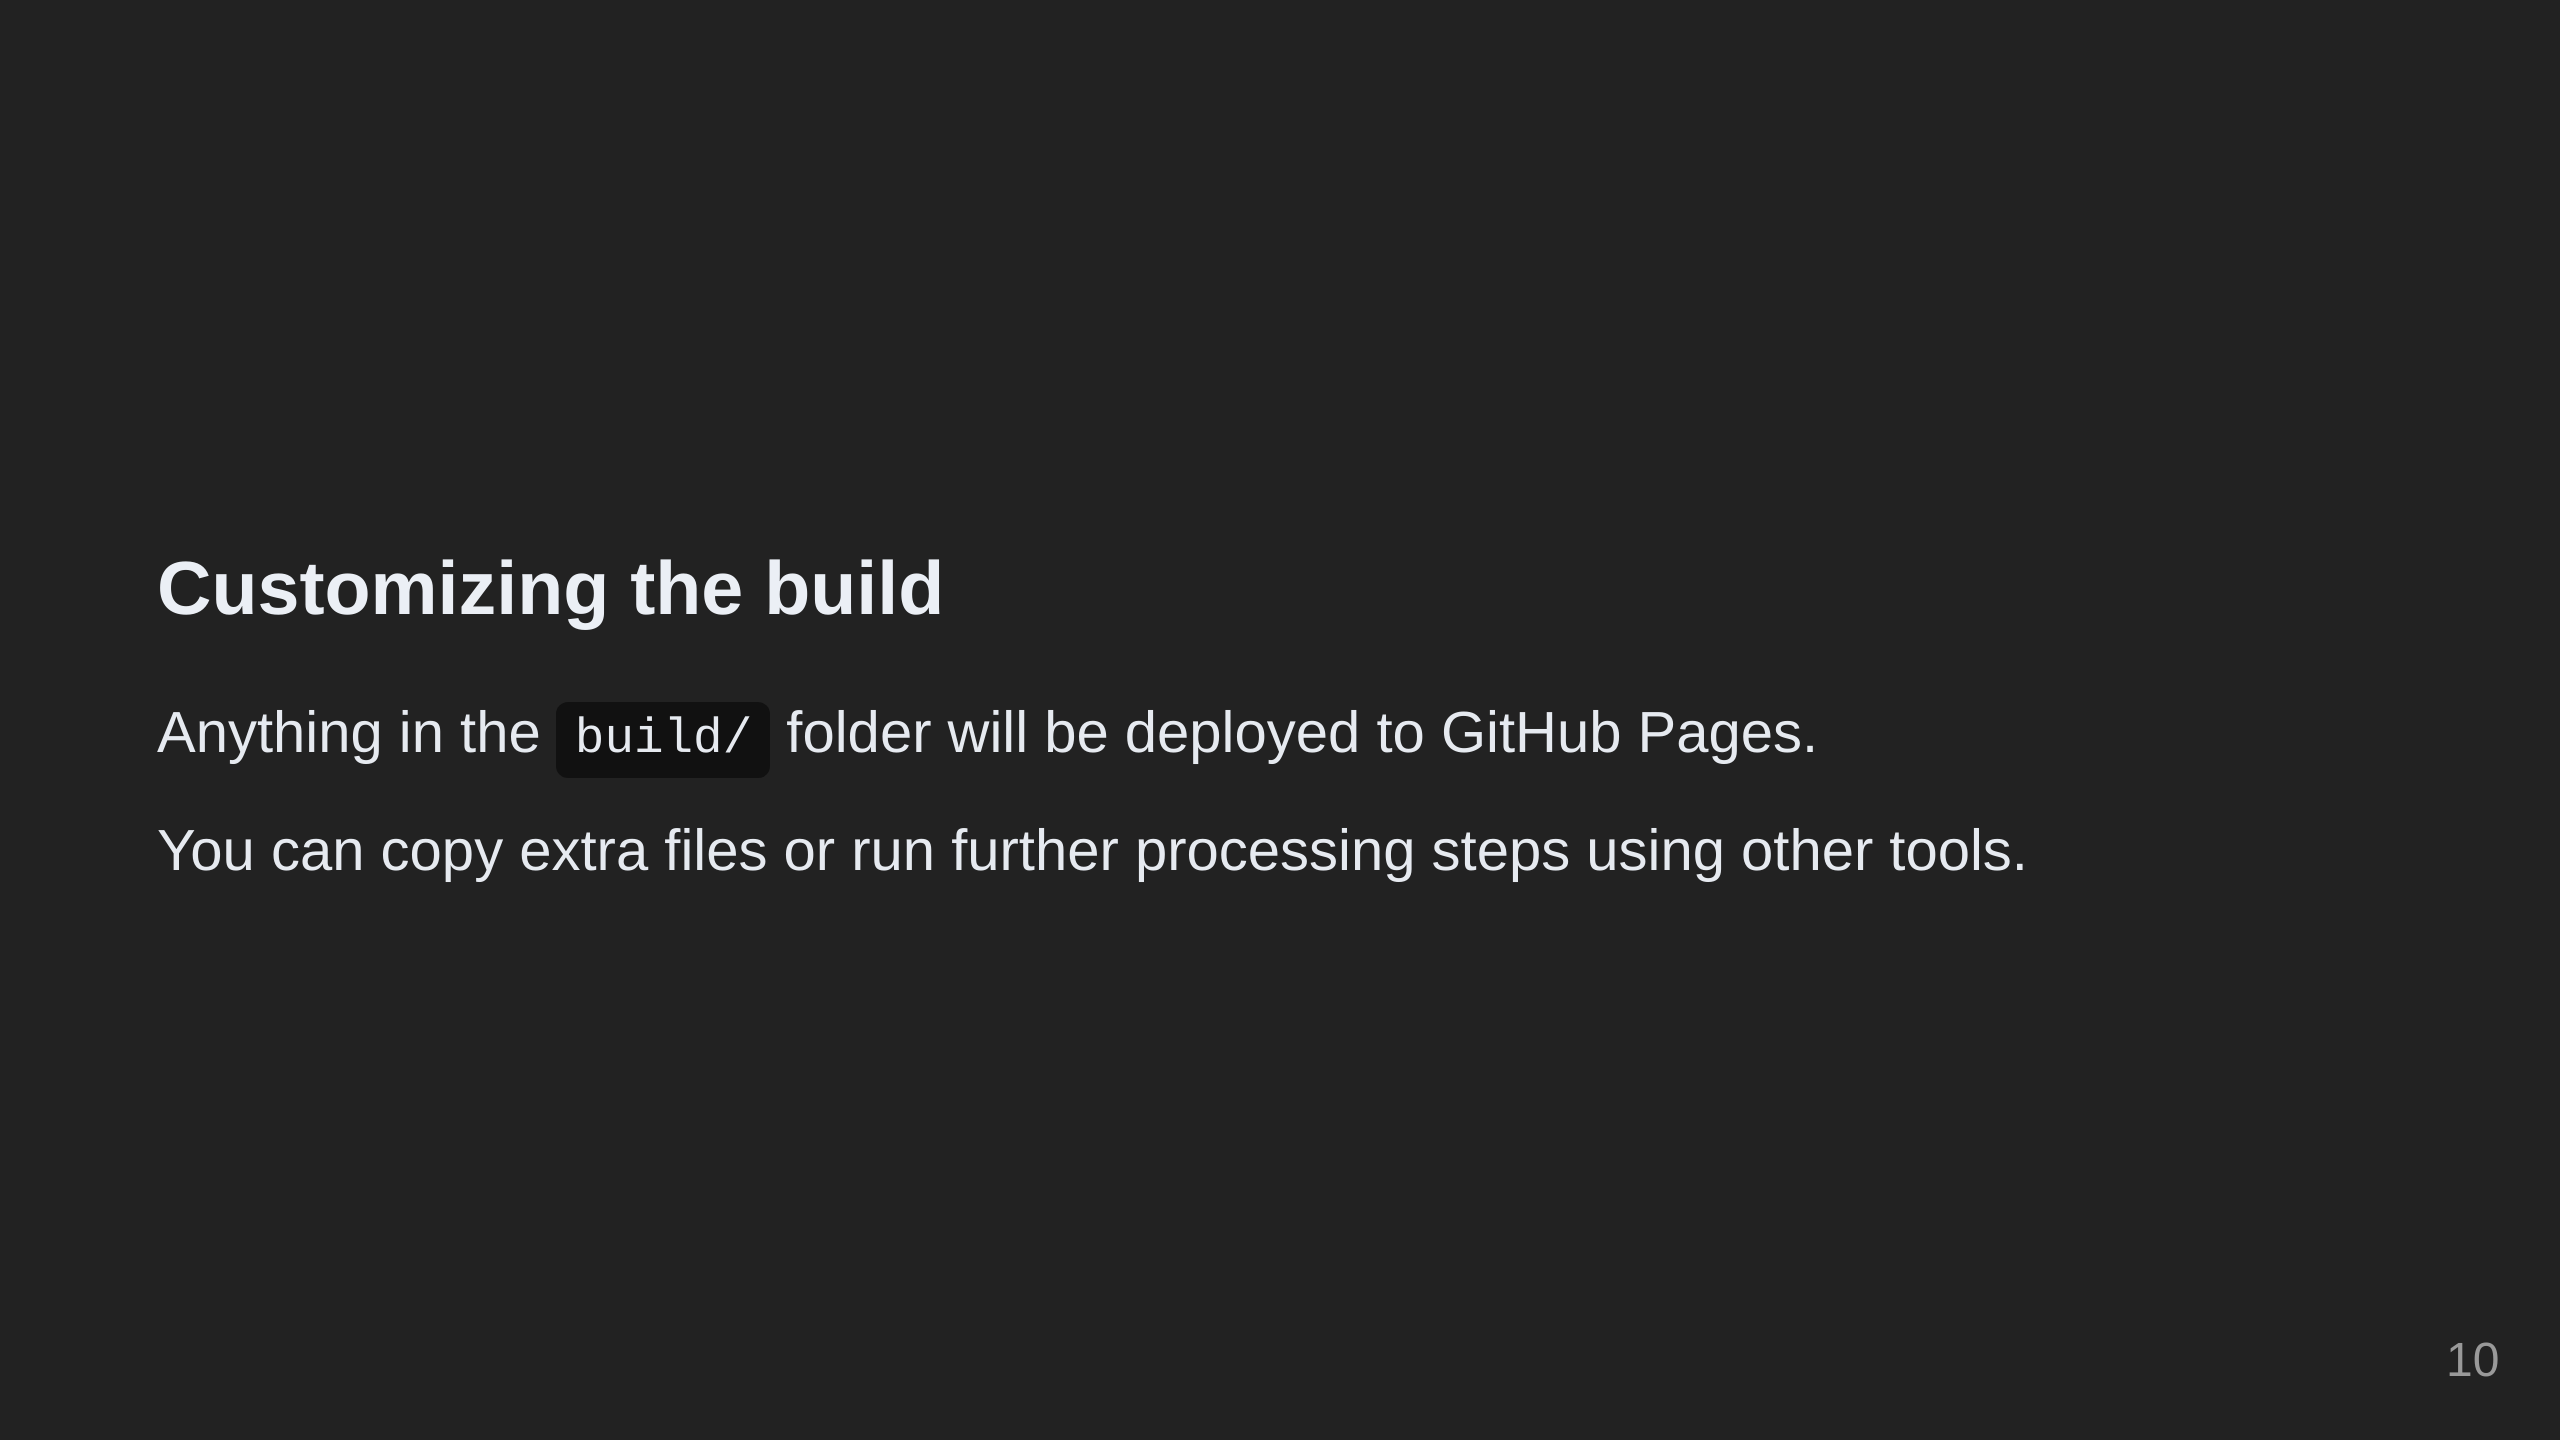 Customizing the build
Anything in the build/ folder will be deployed to GitHub Pages.
You can copy extra files or run further processing steps using other tools.
10